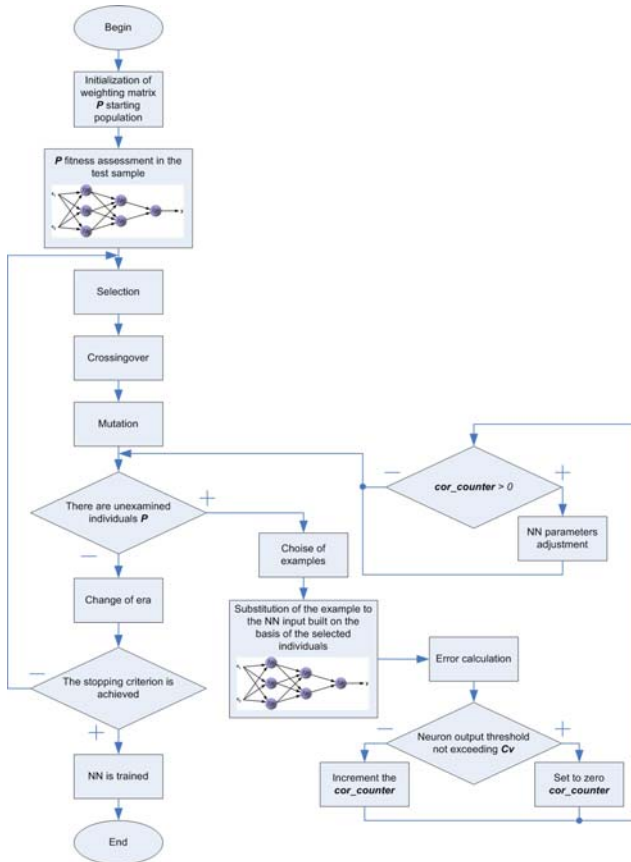 Begin
Initialization of
weighting matrix
P starting
population
P fitness assessment in the
test sample
Selection
Crossingover
Mutation
There are unexamined
individuals P
+
−
Change of era
The stopping criterion is
achieved
−
+
NN is trained
End
Choise of
examples
Substitution of the example to
the NN input built on the
basis of the selected
individuals
Error calculation
Neuron output threshold
not exceeding Cv
−
+
Increment the
cor_counter
Set to zero
cor_counter
cor_counter > 0
−
+
NN parameters
adjustment